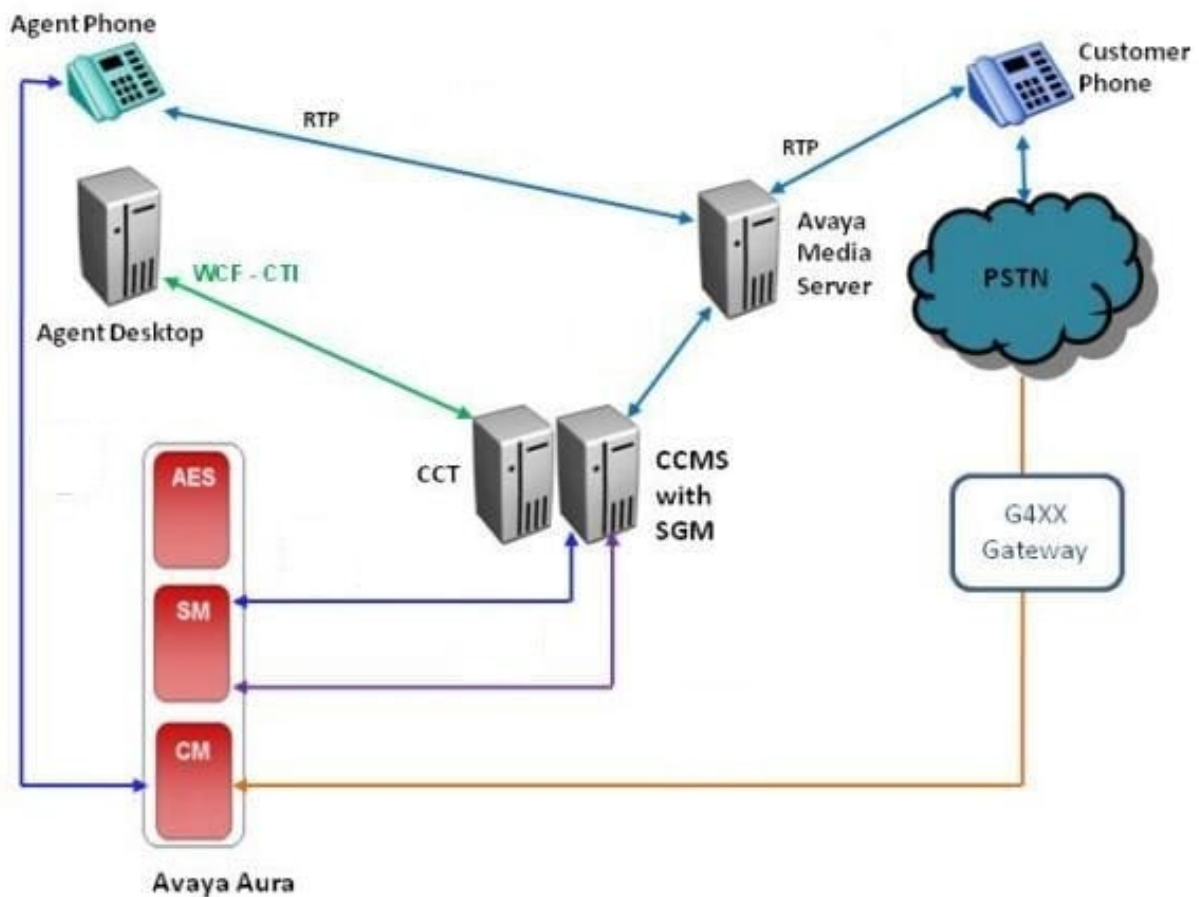 Agent Phone
Customer
Phone
RTP
RTP
Avaya
Media
Server
PSTN
WCF - CTI
Agent Desktop
CCT
CCMS
with
SGM
AES
G4XX
Gateway
SM
CM
Avaya Aura